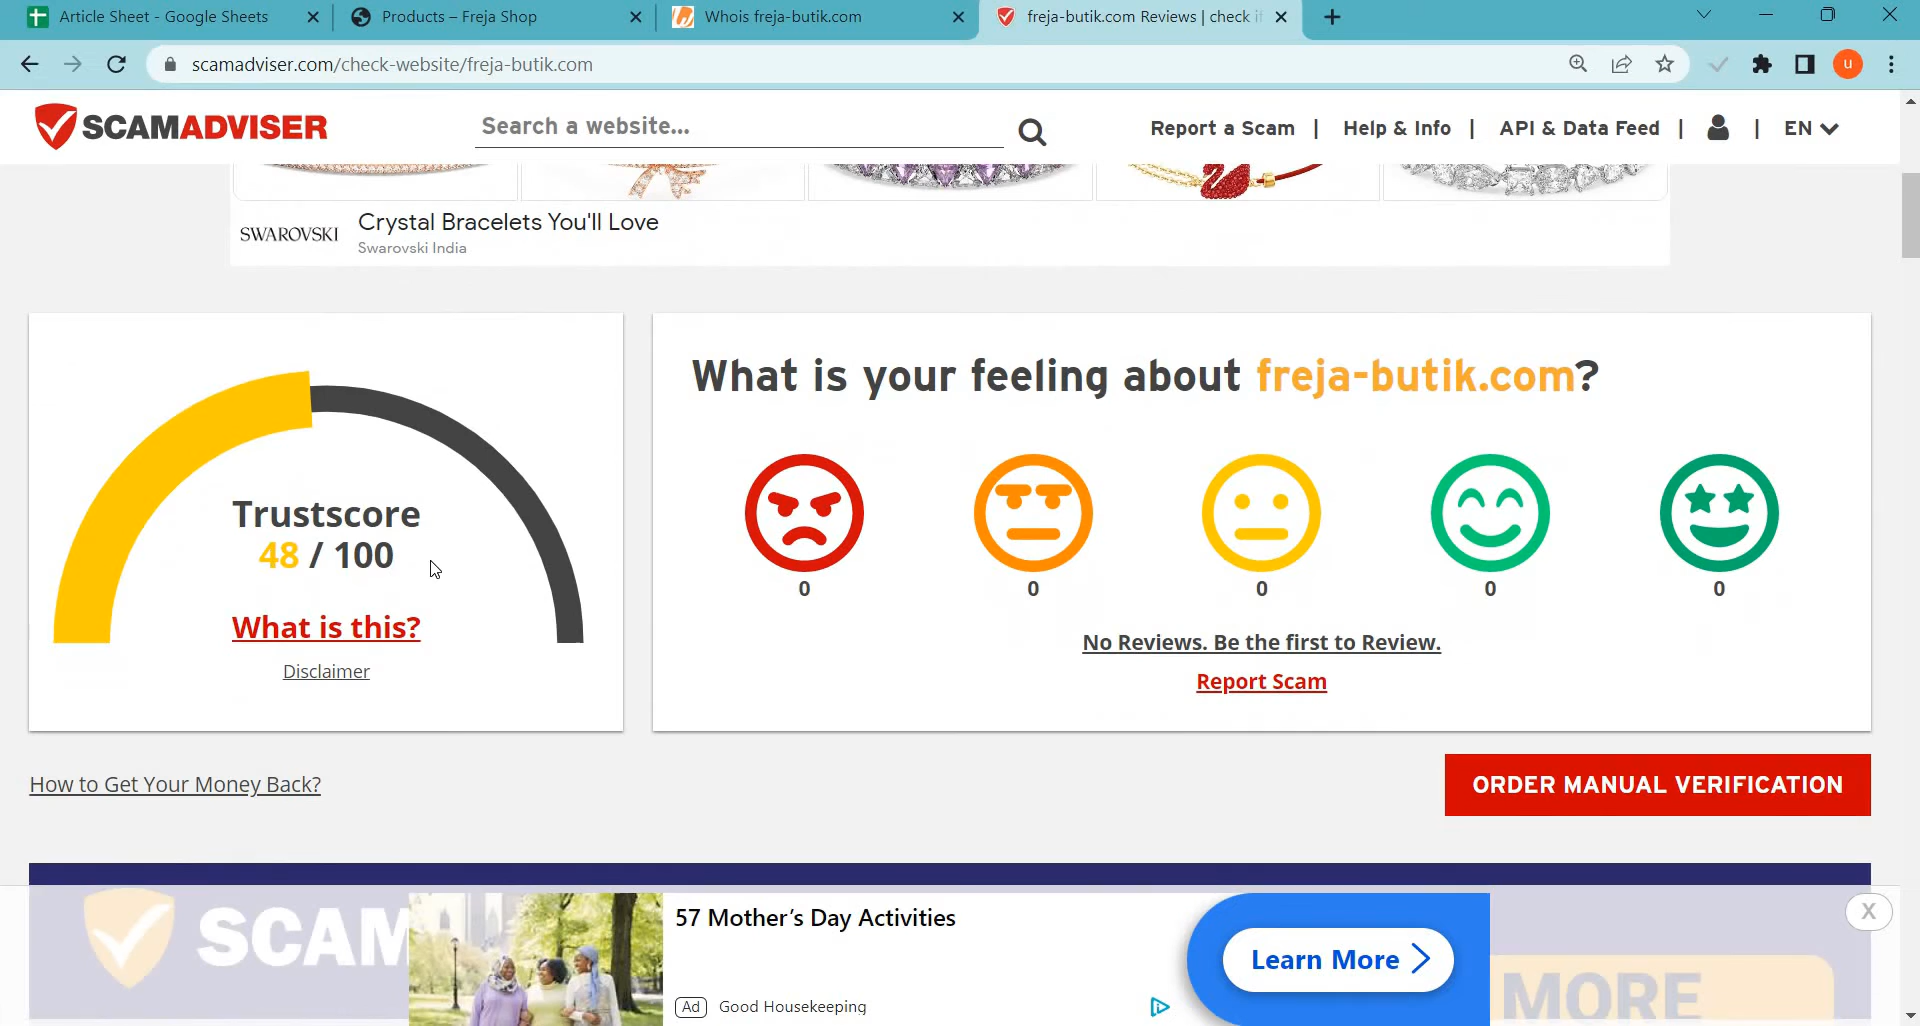 Article Sheet - Google Sheets
Products – Freja Shop
Whois freja-butik.com
freja-butik.com Reviews | check if
scamadviser.com/check-website/freja-butik.com
u
SCAMADVISER
Search a website...
Report a Scam | Help & Info | API & Data Feed | | EN
SWAROVSKI
Crystal Bracelets You'll Love
Swarovski India
Trustscore
48 / 100
What is this?
Disclaimer
What is your feeling about freja-butik.com?
0 0 0 0 0
No Reviews. Be the first to Review.
Report Scam
How to Get Your Money Back?
ORDER MANUAL VERIFICATION
SCAM
57 Mother's Day Activities
Ad Good Housekeeping
Learn More
X
MORE